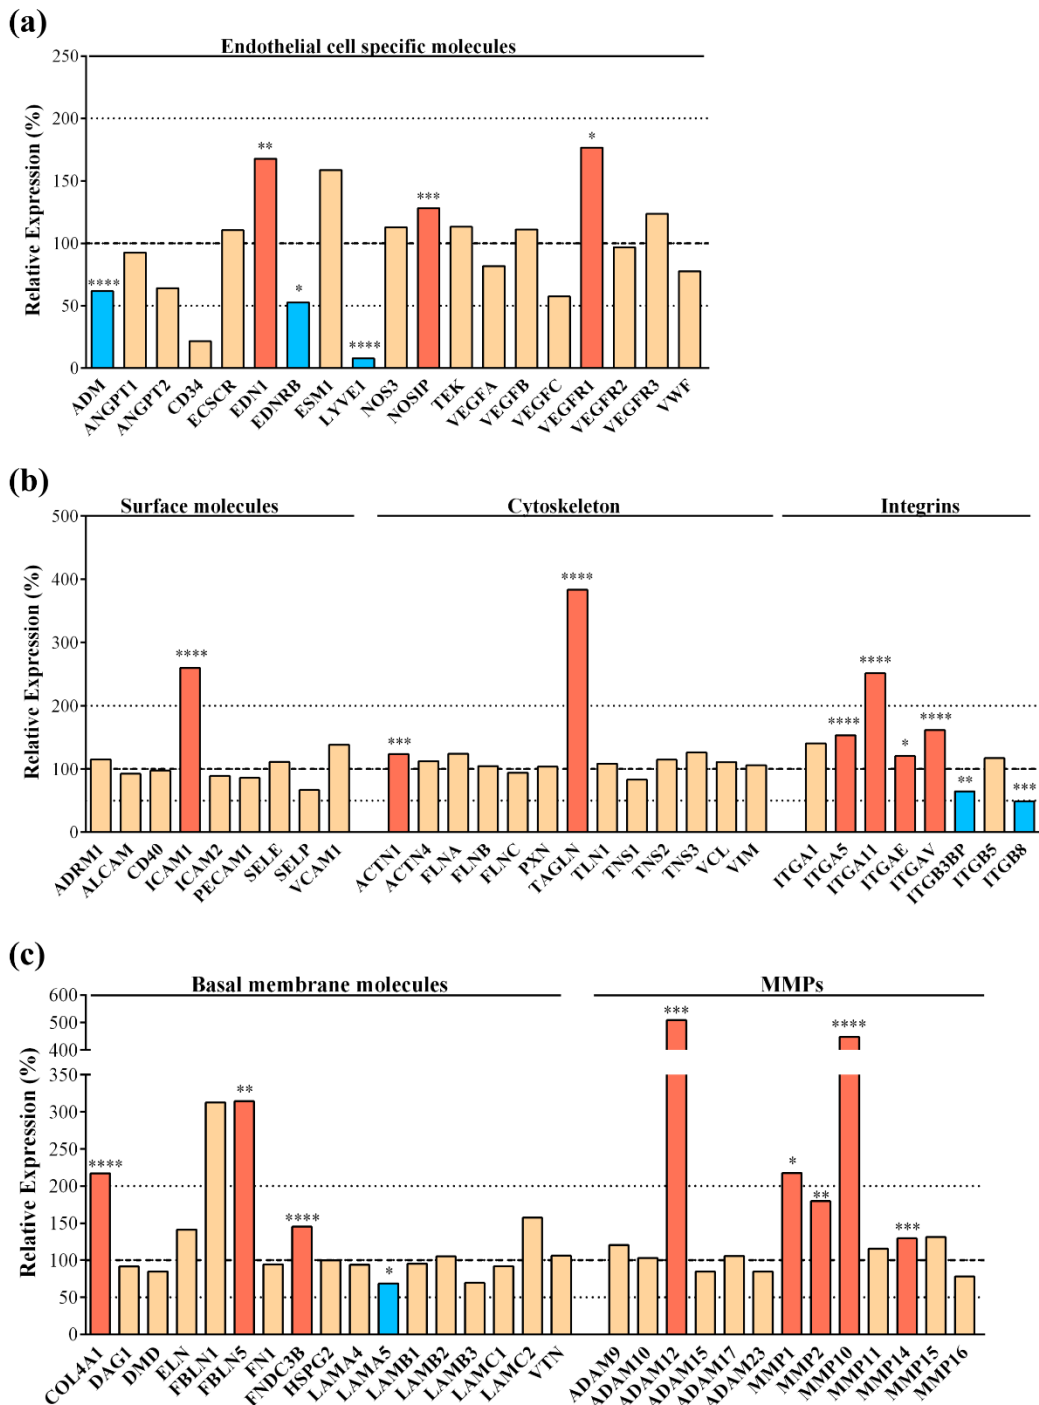 (a)
Endothelial cell specific molecules
Relative Expression (%)
250
200
150
100
50
0
**** ** * **** *** *
ADM ANGPT1 ANGPT2 CD34 ECSCR EDN1 EDNRB ESM1 LYVE1 NOS3 NOSIP TEK VEGFA VEGFB VEGFC VEGFR1 VEGFR2 VEGFR3 VWF
(b)
Surface molecules Cytoskeleton Integrins
Relative Expression (%)
500
400
300
200
100
50
0
**** *** **** **** **** * **** ** ***
ADRM1 ALCAM CD40 ICAM1 ICAM2 PECAM1 SELE SELP VCAM1 ACTN1 ACTN4 FLNA FLNB FLNC PXN TAGLN TLN1 TNS1 TNS2 TNS3 VCL VIM ITGA1 ITGA5 ITGA11 ITGAE ITGAV ITGB3BP ITGB5 ITGB8
(c)
Basal membrane molecules MMPs
Relative Expression (%)
600
500
400
350
300
250
200
150
100
50
0
**** ** **** * *** * ** **** ***
COL4A1 DAG1 DMD ELN FBLN1 FBLN5 FN1 FNDC3B HSPG2 LAMA4 LAMA5 LAMB1 LAMB2 LAMB3 LAMC1 LAMC2 VTN ADAM9 ADAM10 ADAM12 ADAM15 ADAM17 ADAM23 MMP1 MMP2 MMP10 MMP11 MMP14 MMP15 MMP16